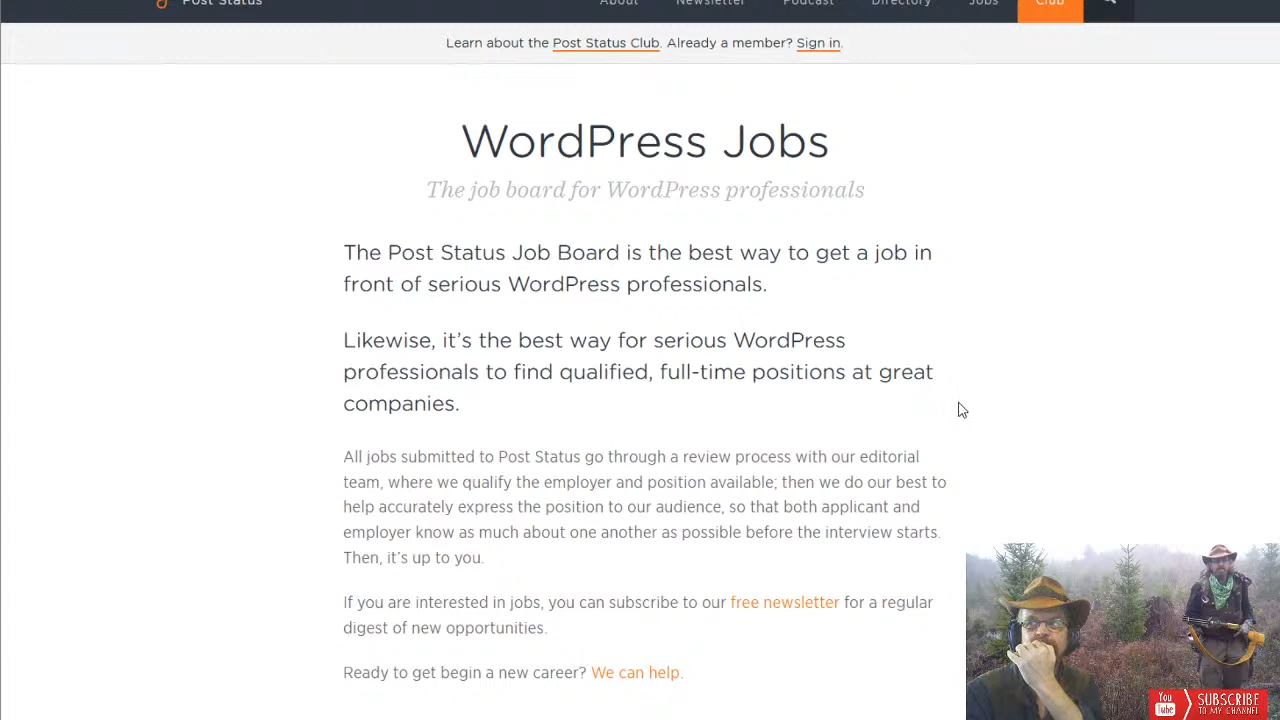 Post Status About Newsletter Podcast Directory Jobs Club
Learn about the Post Status Club. Already a member? Sign in.
WordPress Jobs
The job board for WordPress professionals
The Post Status Job Board is the best way to get a job in
front of serious WordPress professionals.
Likewise, it's the best way for serious WordPress
professionals to find qualified, full-time positions at great
companies.
All jobs submitted to Post Status go through a review process with our editorial
team, where we qualify the employer and position available; then we do our best to
help accurately express the position to our audience, so that both applicant and
employer know as much about one another as possible before the interview starts.
Then, it's up to you.
If you are interested in jobs, you can subscribe to our free newsletter for a regular
digest of new opportunities.
Ready to get begin a new career? We can help.
You
Tube
SUBSCRIBE
TO MY CHANNEL